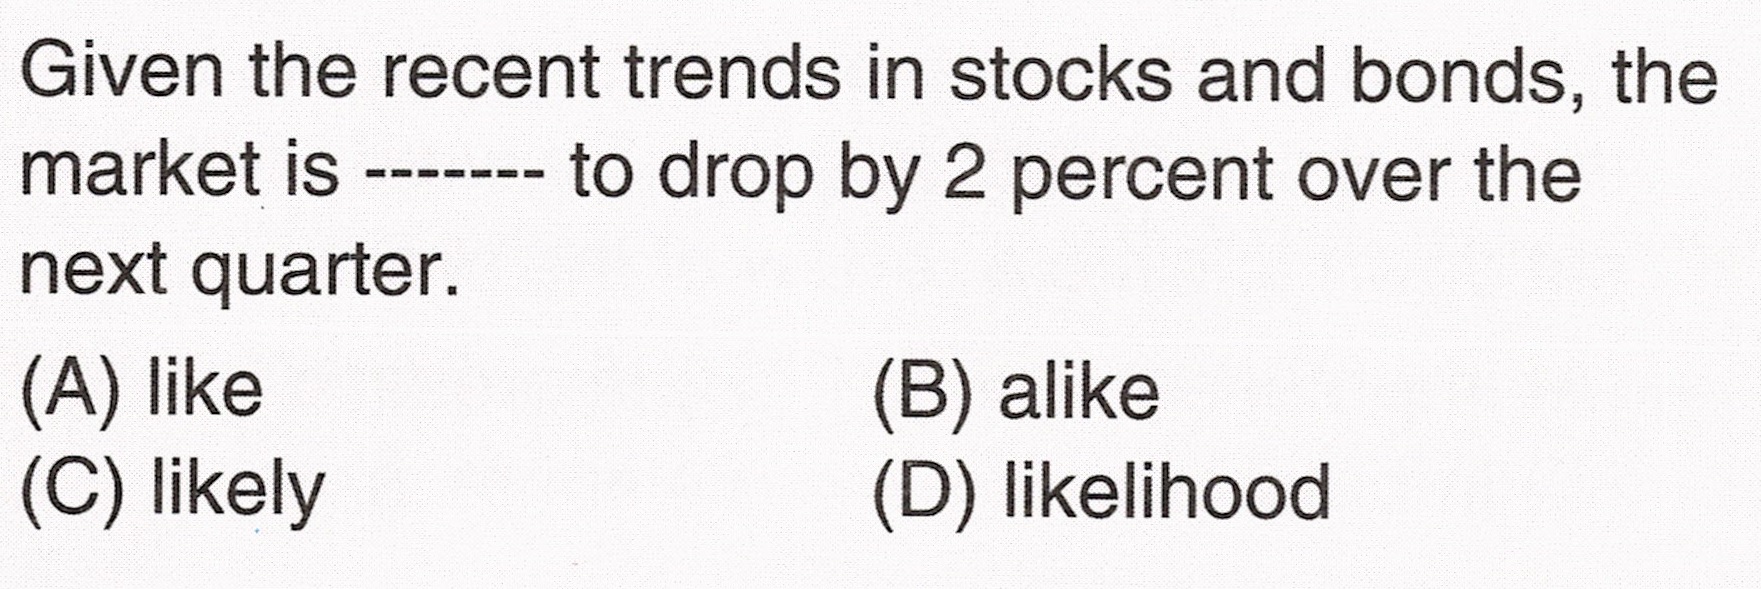 Given the recent trends in stocks and bonds, the
market is ------- to drop by 2 percent over the
next quarter.
(A) like (B) alike
(C) likely (D) likelihood